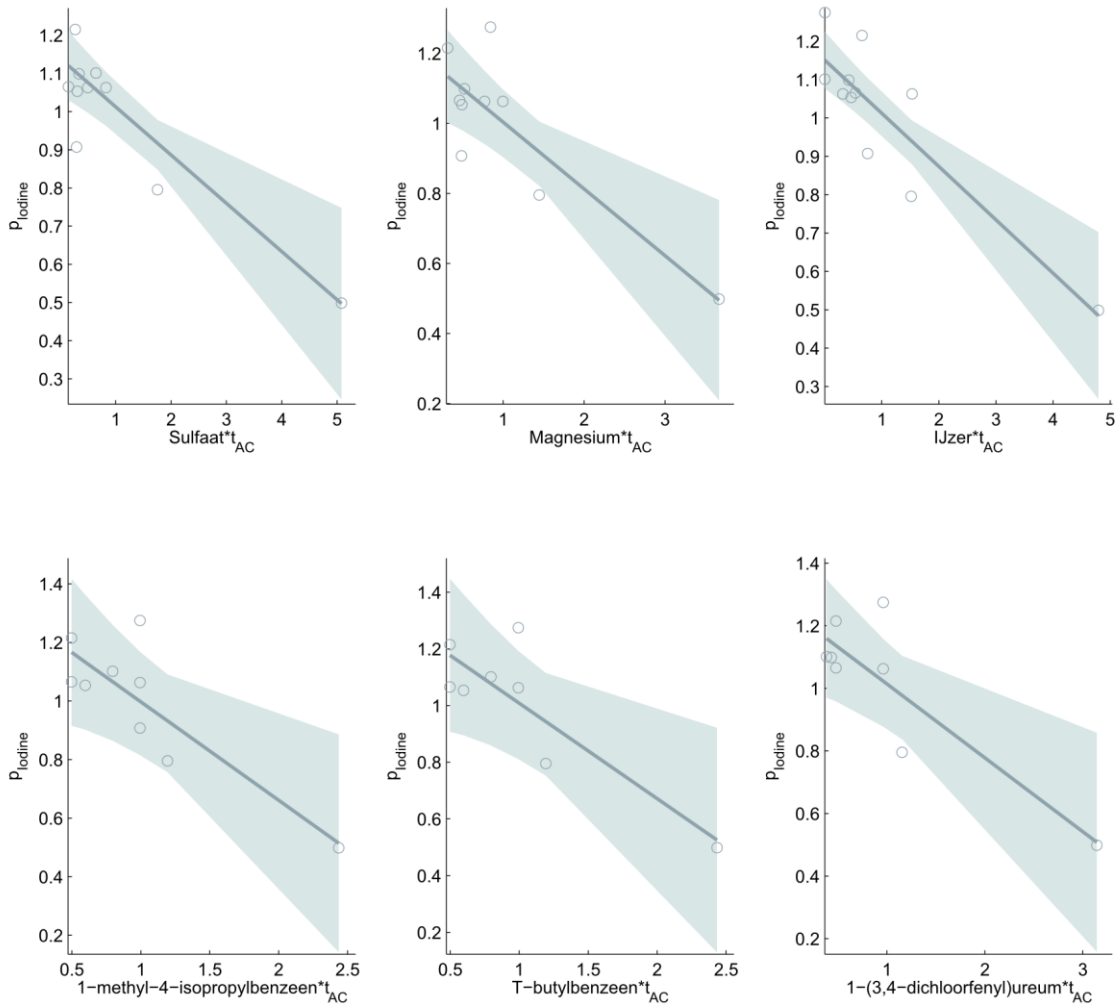 1.2
1.1
1
0.9
0.8
0.7
0.6
0.5
0.4
0.3
p_Iodine
1 2 3 4 5
Sulfaat*t_AC
1.2
1
0.8
0.6
0.4
0.2
p_Iodine
1 2 3
Magnesium*t_AC
1.2
1.1
1
0.9
0.8
0.7
0.6
0.5
0.4
0.3
p_Iodine
1 2 3 4 5
IJzer*t_AC
1.4
1.2
1
0.8
0.6
0.4
0.2
p_Iodine
0.5 1 1.5 2 2.5
1-methyl-4-isopropylbenzeen*t_AC
1.4
1.2
1
0.8
0.6
0.4
0.2
p_Iodine
0.5 1 1.5 2 2.5
T-butylbenzeen*t_AC
1.4
1.2
1
0.8
0.6
0.4
0.2
p_Iodine
1 2 3
1-(3,4-dichloorfenyl)ureum*t_AC